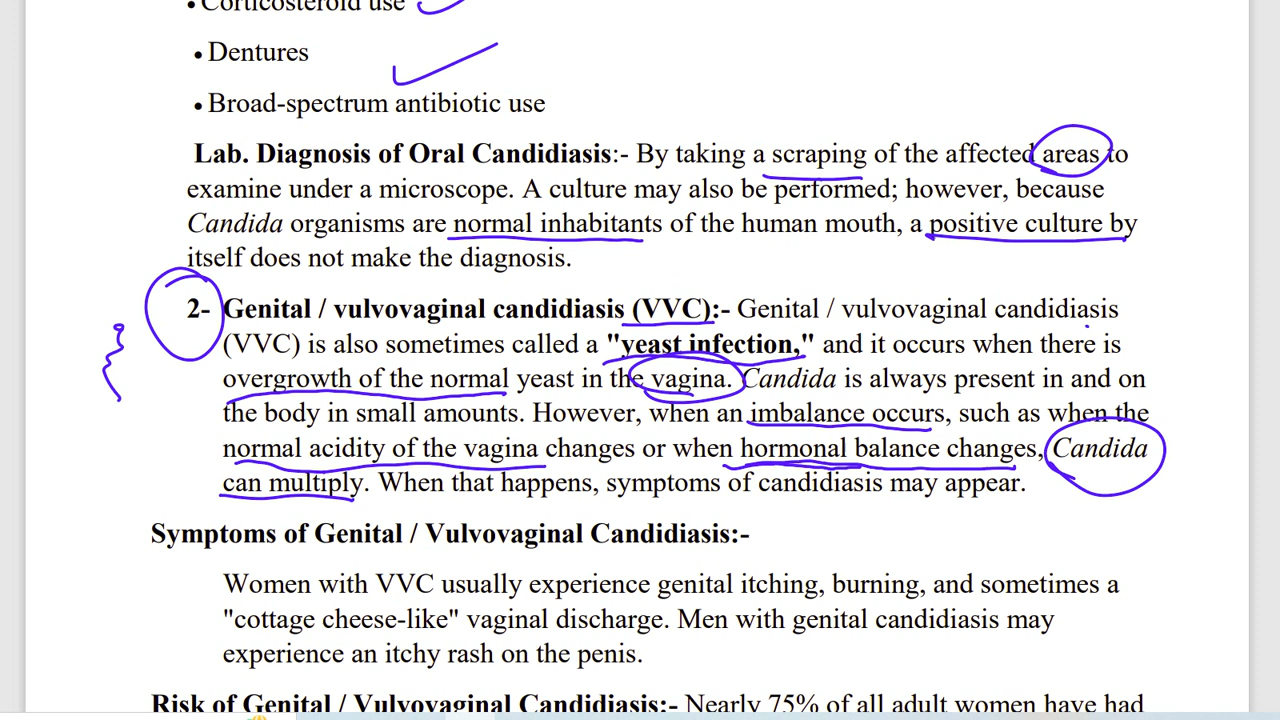 • Corticosteroid use
• Dentures
• Broad-spectrum antibiotic use
Lab. Diagnosis of Oral Candidiasis:- By taking a scraping of the affected areas to
examine under a microscope. A culture may also be performed; however, because
Candida organisms are normal inhabitants of the human mouth, a positive culture by
itself does not make the diagnosis.
2- Genital / vulvovaginal candidiasis (VVC):- Genital / vulvovaginal candidiasis
(VVC) is also sometimes called a "yeast infection," and it occurs when there is
overgrowth of the normal yeast in the vagina. Candida is always present in and on
the body in small amounts. However, when an imbalance occurs, such as when the
normal acidity of the vagina changes or when hormonal balance changes, Candida
can multiply. When that happens, symptoms of candidiasis may appear.
Symptoms of Genital / Vulvovaginal Candidiasis:-
Women with VVC usually experience genital itching, burning, and sometimes a
"cottage cheese-like" vaginal discharge. Men with genital candidiasis may
experience an itchy rash on the penis.
Risk of Genital / Vulvovaginal Candidiasis:- Nearly 75% of all adult women have had